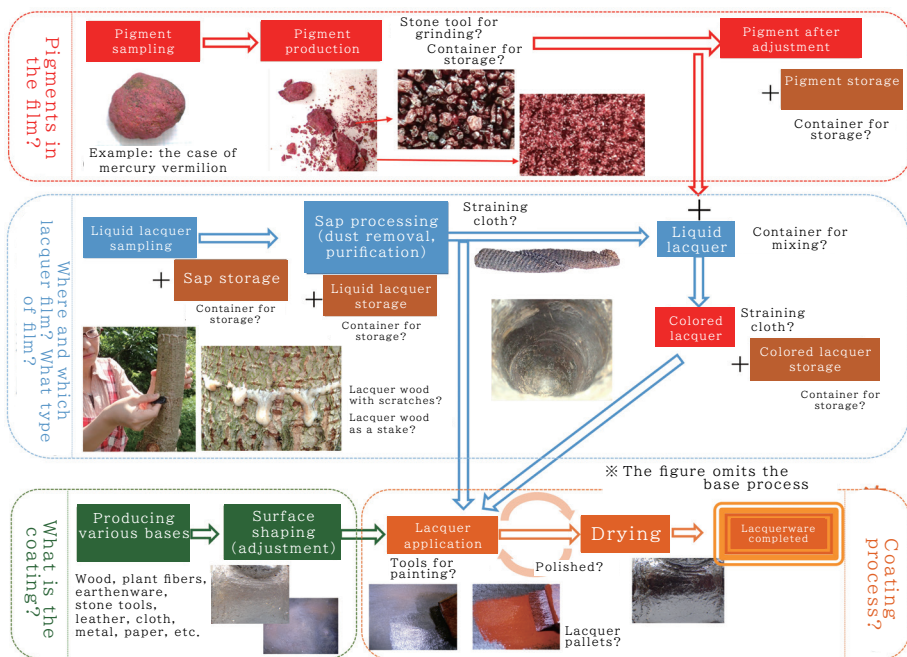 Pigments in
the film?
Pigment
sampling
Pigment
production
Stone tool for
grinding?
Container for
storage?
Pigment after
adjustment
+
Pigment storage
Container for
storage?
Example: the case of
mercury vermilion
Where and which
lacquer film? What type
of film?
Liquid lacquer
sampling
+
Sap storage
Container for
storage?
Sap processing
(dust removal,
purification)
+
Liquid lacquer
storage
Container for
storage?
Straining
cloth?
+
Liquid
lacquer
Container for
mixing?
Colored
lacquer
Straining
cloth?
+
Colored lacquer
storage
Container for
storage?
Lacquer wood
with scratches?
Lacquer wood
as a stake?
※ The figure omits the
base process
What is the
coating?
Producing
various bases
Surface
shaping
(adjustment)
Wood, plant fibers,
earthenware,
stone tools,
leather, cloth,
metal, paper, etc.
Lacquer
application
Tools for
painting?
Polished?
Drying
Lacquerware
completed
Lacquer
pallets?
Coating
process?